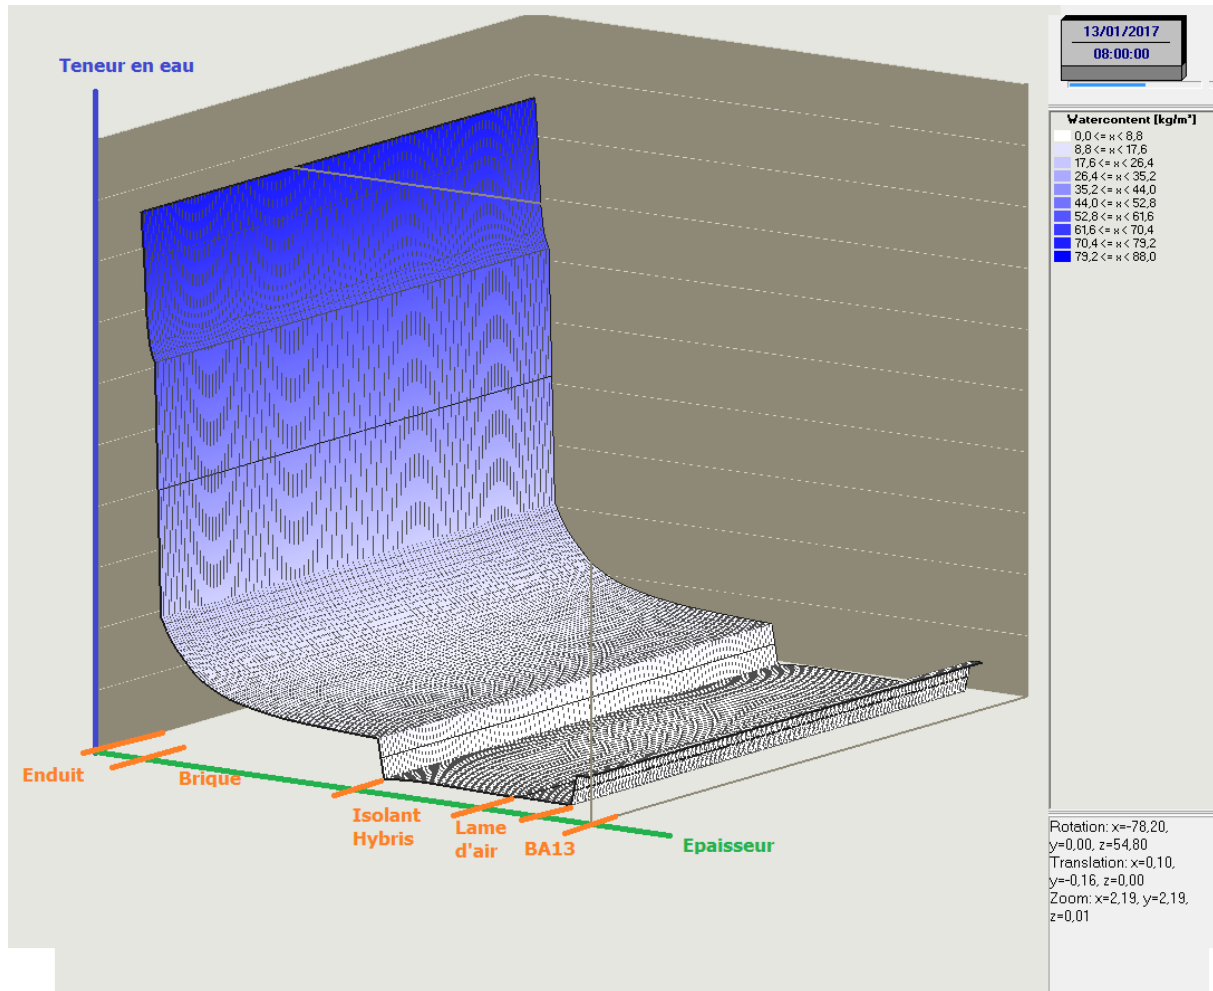 Teneur en eau
13/01/2017
08:00:00
Watercontent [kg/m³]
0,0 <= x < 8,8
8,8 <= x < 17,6
17,6 <= x < 26,4
26,4 <= x < 35,2
35,2 <= x < 44,0
44,0 <= x < 52,8
52,8 <= x < 61,6
61,6 <= x < 70,4
70,4 <= x < 79,2
79,2 <= x < 88,0
Enduit
Brique
Isolant
Hybris
Lame
d'air
BA13
Epaisseur
Rotation: x=-78,20,
y=0,00, z=54,80
Translation: x=0,10,
y=-0,16, z=0,00
Zoom: x=2,19, y=2,19,
z=0,01